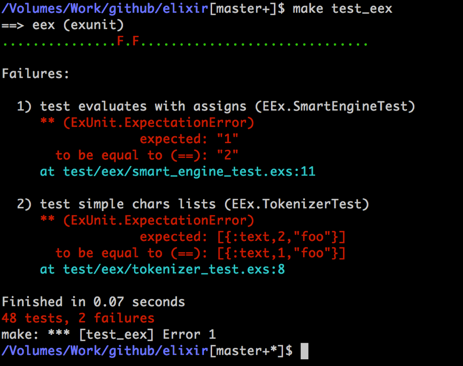 /Volumes/Work/github/elixir[master+]$ make test_eex
==> eex (exunit)
...............F.F..............................
Failures:
1) test evaluates with assigns (EEx.SmartEngineTest)
** (ExUnit.ExpectationError)
expected: "1"
to be equal to (==): "2"
at test/eex/smart_engine_test.exs:11
2) test simple chars lists (EEx.TokenizerTest)
** (ExUnit.ExpectationError)
expected: [{:text,2,"foo"}]
to be equal to (==): [{:text,1,"foo"}]
at test/eex/tokenizer_test.exs:8
Finished in 0.07 seconds
48 tests, 2 failures
make: *** [test_eex] Error 1
/Volumes/Work/github/elixir[master+*]$